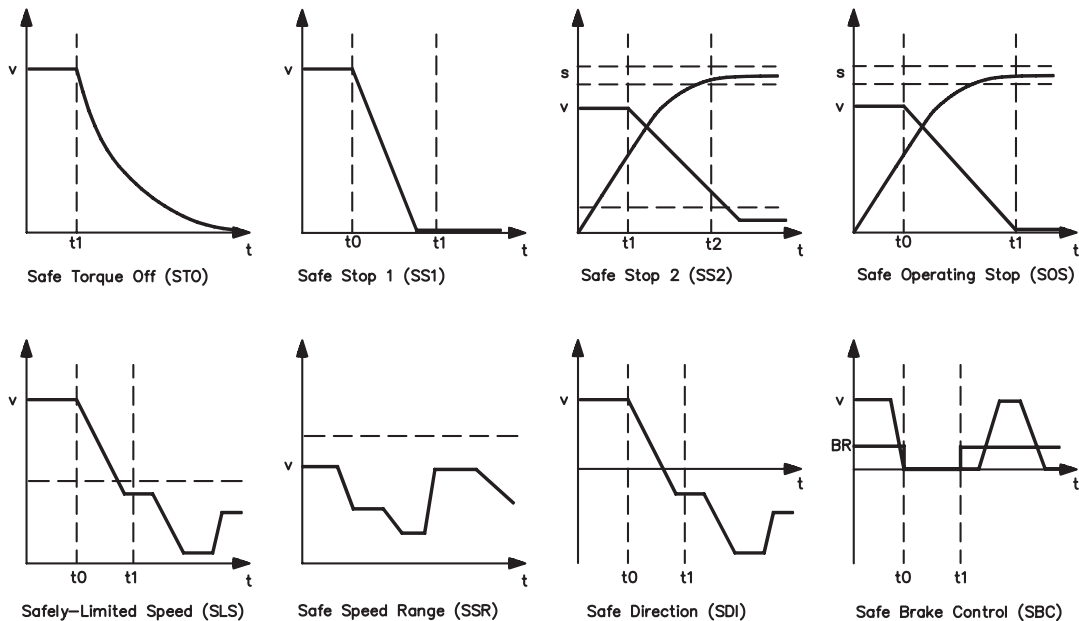 v
t1
t
Safe Torque Off (STO)
v
t0
t1
t
Safe Stop 1 (SS1)
s
v
t1
t2
t
Safe Stop 2 (SS2)
s
v
t0
t1
t
Safe Operating Stop (SOS)
v
t0
t1
t
Safely-Limited Speed (SLS)
v
t
Safe Speed Range (SSR)
v
t
t0
t1
Safe Direction (SDI)
v
BR
t
t0
t1
Safe Brake Control (SBC)